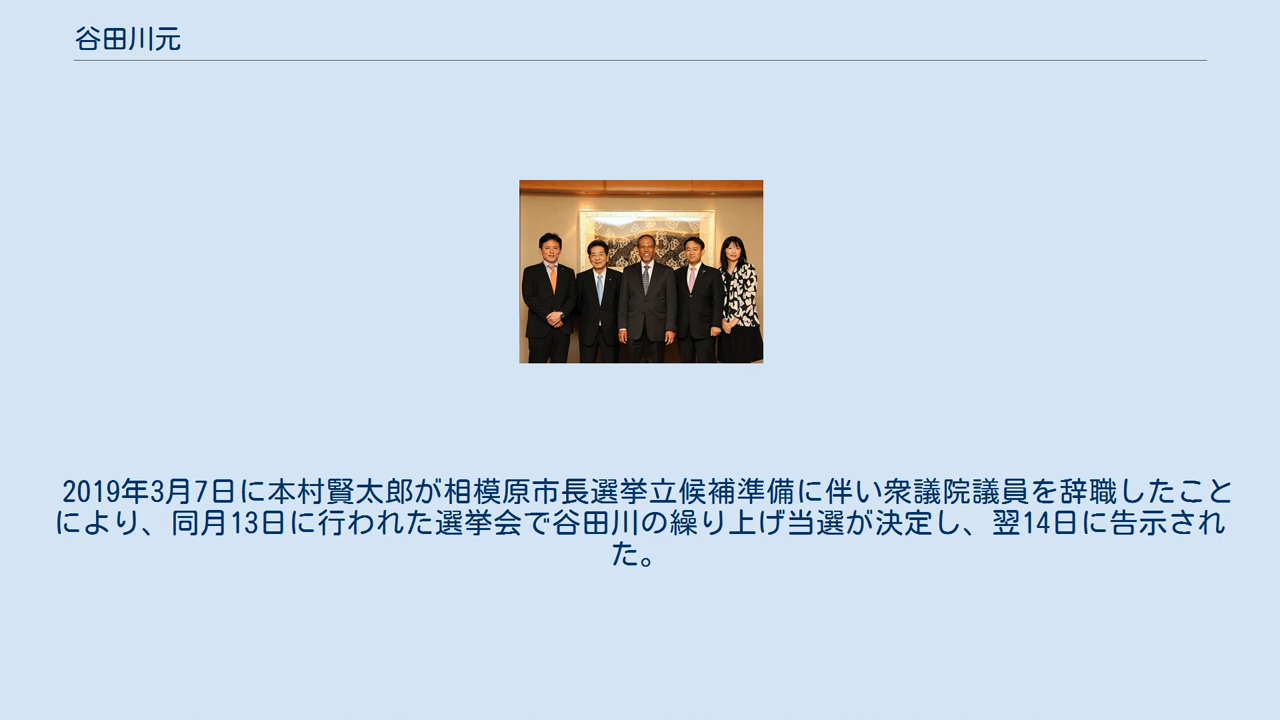 谷田川元
2019年3月7日に本村賢太郎が相模原市長選挙立候補準備に伴い衆議院議員を辞職したこと
により、同月13日に行われた選挙会で谷田川の繰り上げ当選が決定し、翌14日に告示され
た。